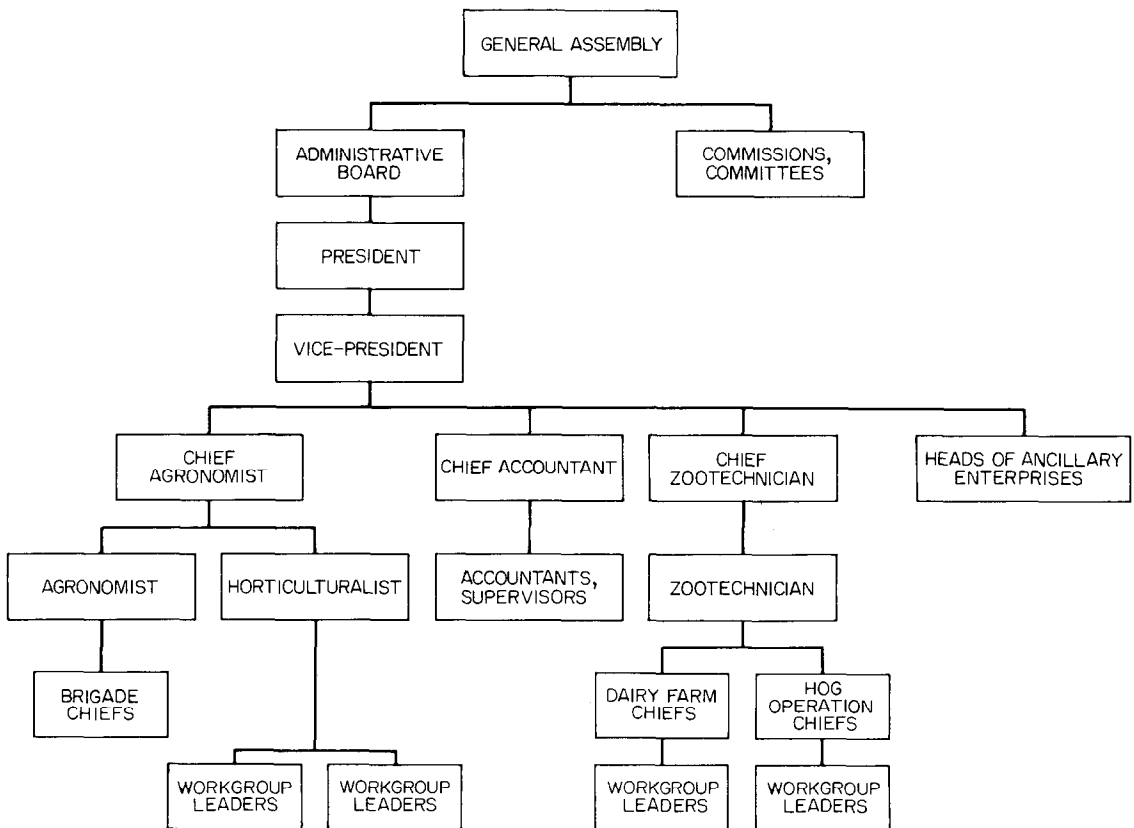 GENERAL ASSEMBLY
ADMINISTRATIVE
BOARD
COMMISSIONS,
COMMITTEES
PRESIDENT
VICE-PRESIDENT
CHIEF
AGRONOMIST
CHIEF ACCOUNTANT
CHIEF
ZOOTECHNICIAN
HEADS OF ANCILLARY
ENTERPRISES
AGRONOMIST
HORTICULTURALIST
ACCOUNTANTS,
SUPERVISORS
ZOOTECHNICIAN
BRIGADE
CHIEFS
DAIRY FARM
CHIEFS
HOG
OPERATION
CHIEFS
WORKGROUP
LEADERS
WORKGROUP
LEADERS
WORKGROUP
LEADERS
WORKGROUP
LEADERS